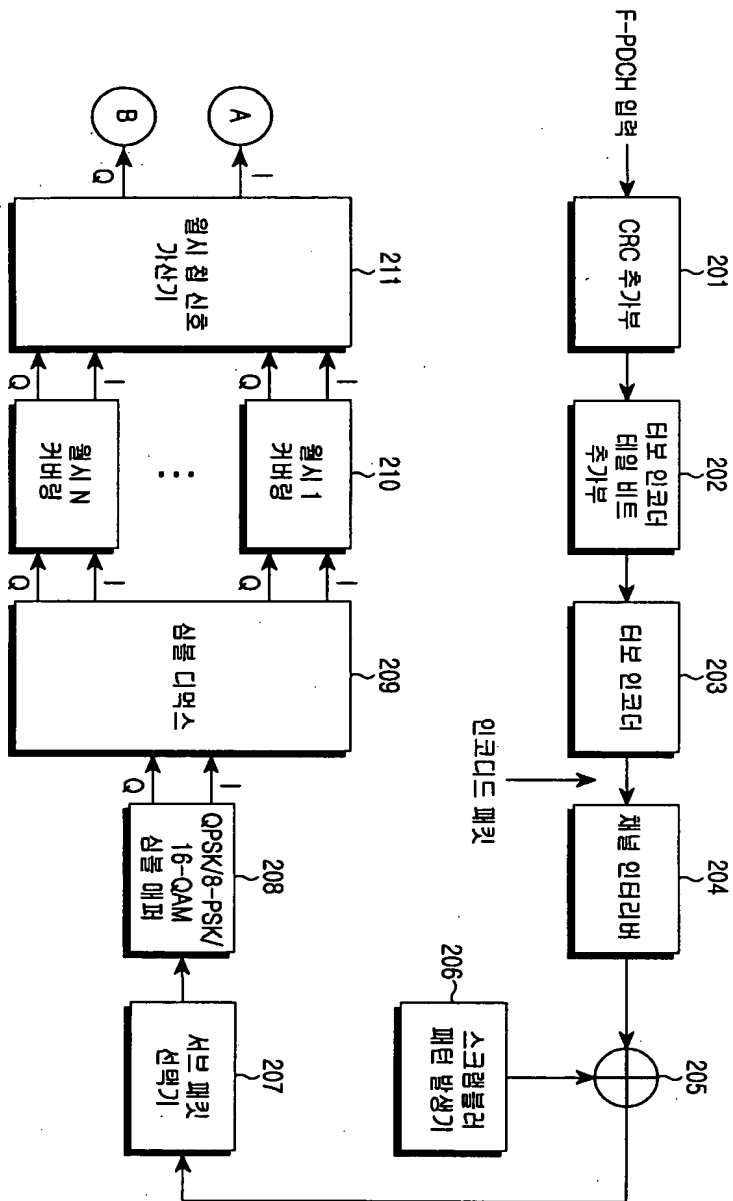 F-PDCH 입력
CRC 추가부
201
터보 인코더
테일 비트
추가부
202
터보 인코더
203
인코디드 패킷
채널 인터리버
204
205
스크램블러
패턴 발생기
206
서브 패킷
선택기
207
QPSK/8-PSK/
16-QAM
심볼 매퍼
208
I
Q
심볼 디먹스
209
I
Q
I
Q
월시 1
커버링
210
⋮
월시 N
커버링
I
Q
I
Q
월시 칩 신호
가산기
211
I
Q
A
B